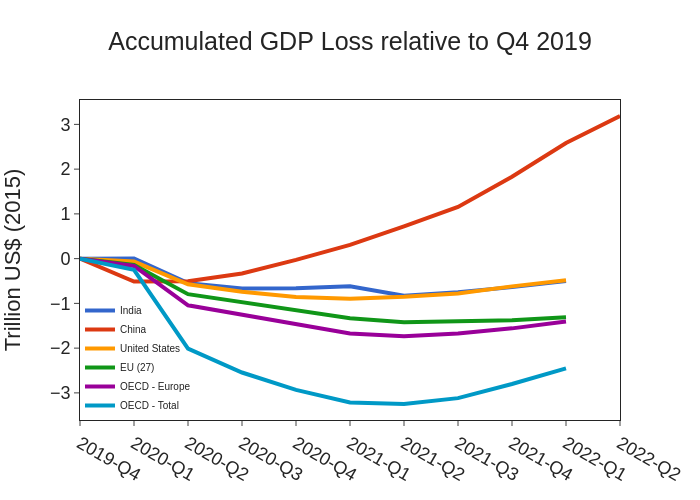 Accumulated GDP Loss relative to Q4 2019
Trillion US$ (2015)
3
2
1
0
−1
−2
−3
India
China
United States
EU (27)
OECD - Europe
OECD - Total
2019-Q4
2020-Q1
2020-Q2
2020-Q3
2020-Q4
2021-Q1
2021-Q2
2021-Q3
2021-Q4
2022-Q1
2022-Q2